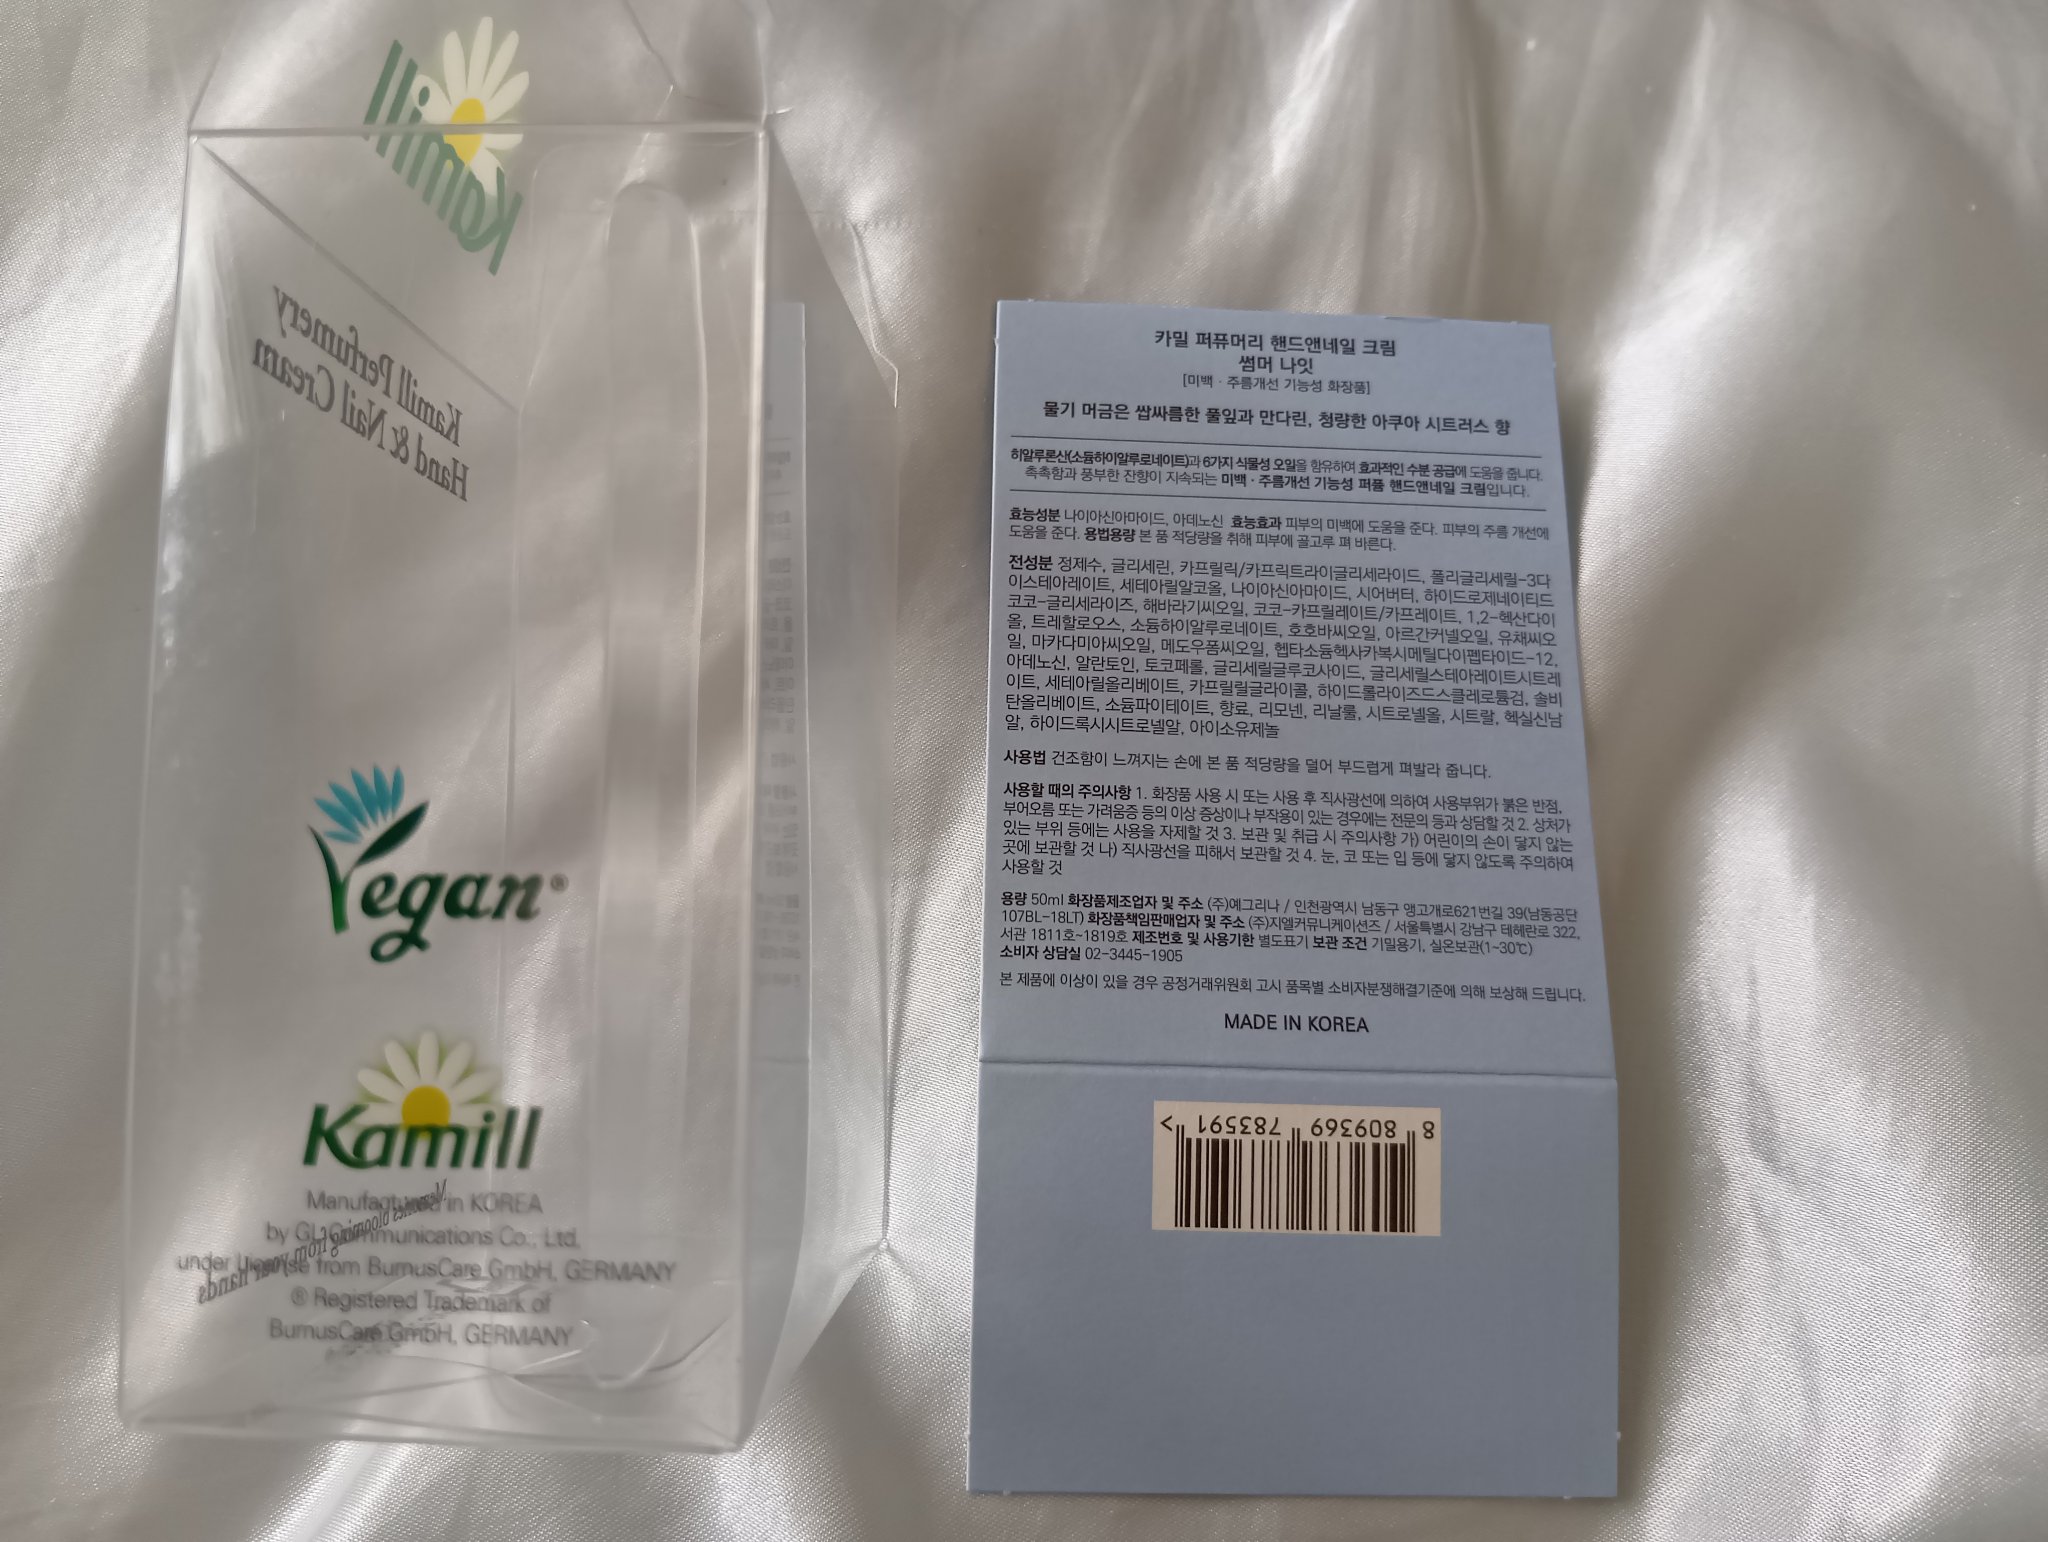 Kamill
Kamill Perfumery
Hand & Nail Cream
Vegan®
Kamill
Manufactured in KOREA
by GL Communications Co., Ltd.
under License from BurnusCare GmbH, GERMANY
® Registered Trademark of
BurnusCare GmbH, GERMANY
blooming from your hands
카밀 퍼퓨머리 핸드앤네일 크림
썸머 나잇
[미백 · 주름개선 기능성 화장품]
물기 머금은 쌉싸름한 풀잎과 만다린, 청량한 아쿠아 시트러스 향
히알루론산(소듐하이알루로네이트)과 6가지 식물성 오일을 함유하여 효과적인 수분 공급에 도움을 줍니다.
촉촉함과 풍부한 잔향이 지속되는 미백 · 주름개선 기능성 퍼퓸 핸드앤네일 크림입니다.
효능성분 나이아신아마이드, 아데노신 효능효과 피부의 미백에 도움을 준다. 피부의 주름 개선에
도움을 준다. 용법용량 본 품 적당량을 취해 피부에 골고루 펴 바른다.
전성분 정제수, 글리세린, 카프릴릭/카프릭트라이글리세라이드, 폴리글리세릴-3다
이스테아레이트, 세테아릴알코올, 나이아신아마이드, 시어버터, 하이드로제네이티드
코코-글리세라이즈, 해바라기씨오일, 코코-카프릴레이트/카프레이트, 1,2-헥산다이
올, 트레할로오스, 소듐하이알루로네이트, 호호바씨오일, 아르간커넬오일, 유채씨오
일, 마카다미아씨오일, 메도우폼씨오일, 헵타소듐헥사카복시메틸다이펩타이드-12,
아데노신, 알란토인, 토코페롤, 글리세릴글루코사이드, 글리세릴스테아레이트시트레
이트, 세테아릴올리베이트, 카프릴릴글라이콜, 하이드롤라이즈드스클레로튬검, 솔비
탄올리베이트, 소듐파이테이트, 향료, 리모넨, 리날룰, 시트로넬올, 시트랄, 헥실신남
알, 하이드록시시트로넬알, 아이소유제놀
사용법 건조함이 느껴지는 손에 본 품 적당량을 덜어 부드럽게 펴발라 줍니다.
사용할 때의 주의사항 1. 화장품 사용 시 또는 사용 후 직사광선에 의하여 사용부위가 붉은 반점,
부어오름 또는 가려움증 등의 이상 증상이나 부작용이 있는 경우에는 전문의 등과 상담할 것 2. 상처가
있는 부위 등에는 사용을 자제할 것 3. 보관 및 취급 시 주의사항 가) 어린이의 손이 닿지 않는
곳에 보관할 것 나) 직사광선을 피해서 보관할 것 4. 눈, 코 또는 입 등에 닿지 않도록 주의하여
사용할 것
용량 50ml 화장품제조업자 및 주소 (주)예그리나 / 인천광역시 남동구 앵고개로621번길 39(남동공단
107BL-18LT) 화장품책임판매업자 및 주소 (주)지엘커뮤니케이션즈 / 서울특별시 강남구 테헤란로 322,
서관 1811호~1819호 제조번호 및 사용기한 별도표기 보관 조건 기밀용기, 실온보관(1~30℃)
소비자 상담실 02-3445-1905
본 제품에 이상이 있을 경우 공정거래위원회 고시 품목별 소비자분쟁해결기준에 의해 보상해 드립니다.
MADE IN KOREA
8 809369 783591 >